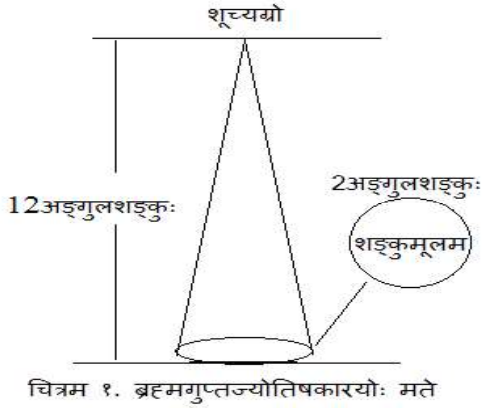 शूच्यग्रो
2अङ्गुलशङ्कुः
12अङ्गुलशङ्कुः
शङ्कुमूलम
चित्रम १. ब्रह्मगुप्तज्योतिषकारयोः मते